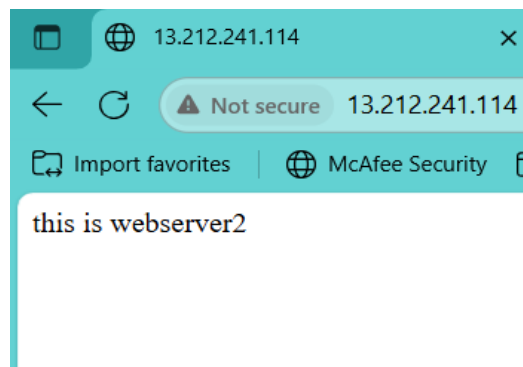 13.212.241.114
Not secure 13.212.241.114
Import favorites McAfee Security
this is webserver2